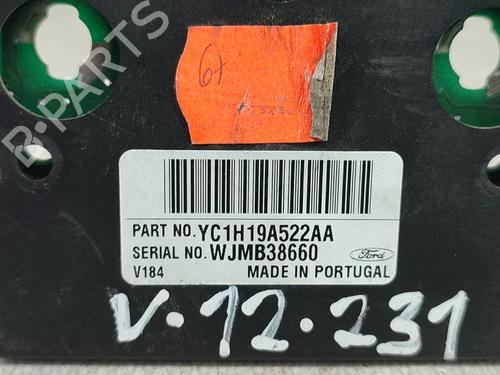 67
B-PARTS
PART NO. YC1H19A522AA
SERIAL NO. WJMB38660
Ford
V184 MADE IN PORTUGAL
V-12-231